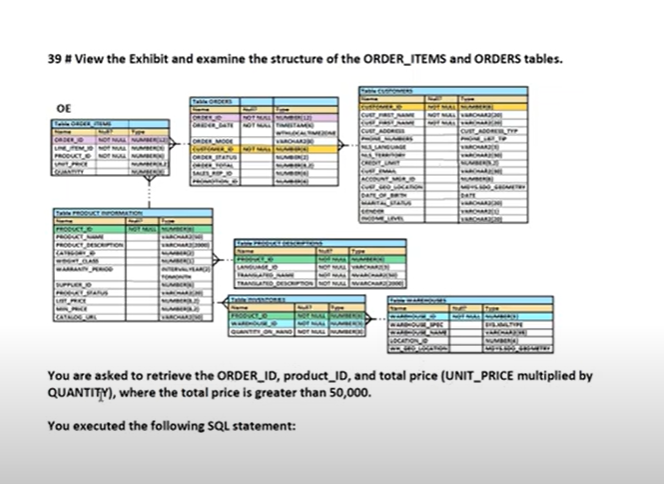 39 # View the Exhibit and examine the structure of the ORDER_ITEMS and ORDERS tables.
OE
Table ORDER_ITEMS
Name Null? Type
ORDER_ID NOT NULL NUMBER(12)
LINE_ITEM_ID NOT NULL NUMBER(3)
PRODUCT_ID NOT NULL NUMBER(6)
UNIT_PRICE NUMBER(8,2)
QUANTITY NUMBER(8)
Table ORDERS
Name Null? Type
ORDER_ID NOT NULL NUMBER(12)
ORDER_DATE NOT NULL TIMESTAMP(6)
WITHLOCALTIMEZONE
ORDER_MODE VARCHAR2(8)
CUSTOMER_ID NOT NULL NUMBER(6)
ORDER_STATUS NUMBER(2)
ORDER_TOTAL NUMBER(8,2)
SALES_REP_ID NUMBER(6)
PROMOTION_ID NUMBER(6)
Table CUSTOMERS
Name Null? Type
CUSTOMER_ID NOT NULL NUMBER(6)
CUST_FIRST_NAME NOT NULL VARCHAR2(20)
CUST_FIRST_NAME NOT NULL VARCHAR2(20)
CUST_ADDRESS CUST_ADDRESS_TYP
PHONE_NUMBERS PHONE_LIST_TYP
NLS_LANGUAGE VARCHAR2(3)
NLS_TERRITORY VARCHAR2(30)
CREDIT_LIMIT
CUST_EMAIL VARCHAR2(30)
ACCOUNT_MGR_ID NUMBER(6)
CUST_GEO_LOCATION MDYS.SDO_GEOMETRY
DATE_OF_BIRTH DATE
MARITAL_STATUS VARCHAR2(20)
GENDER VARCHAR2(1)
INCOME_LEVEL VARCHAR2(20)
Table PRODUCT INFORMATION
Name Null? Type
PRODUCT_ID NOT NULL NUMBER(6)
PRODUCT_NAME VARCHAR2(50)
PRODUCT_DESCRIPTION VARCHAR2(2000)
CATEGORY_ID NUMBER(2)
WEIGHT_CLASS NUMBER(1)
WARRANTY_PERIOD INTERVALYEAR(2)
TOMONTH
SUPPLIER_ID NUMBER(6)
PRODUCT_STATUS VARCHAR2(20)
LIST_PRICE NUMBER(8,2)
MIN_PRICE NUMBER(8,2)
CATALOG_URL VARCHAR2(50)
Table PRODUCT DESCRIPTIONS
Name Null? Type
PRODUCT_ID NOT NULL NUMBER(6)
LANGUAGE_ID NOT NULL VARCHAR2(3)
TRANSLATED_NAME NOT NULL NVARCHAR2(50)
TRANSLATED_DESCRIPTION NOT NULL NVARCHAR2(2000)
Table INVENTORIES
Name Null? Type
PRODUCT_ID NOT NULL NUMBER(6)
WAREHOUSE_ID NOT NULL NUMBER(3)
QUANTITY_ON_HAND NOT NULL NUMBER(8)
Table WAREHOUSES
Name Null? Type
WAREHOUSE_ID NOT NULL NUMBER(3)
WAREHOUSE_SPEC SYS.XMLTYPE
WAREHOUSE_NAME VARCHAR2(35)
LOCATION_ID NUMBER(4)
WH_GEO_LOCATION MDYS.SDO_GEOMETRY
You are asked to retrieve the ORDER_ID, product_ID, and total price (UNIT_PRICE multiplied by
QUANTITY), where the total price is greater than 50,000.
You executed the following SQL statement: